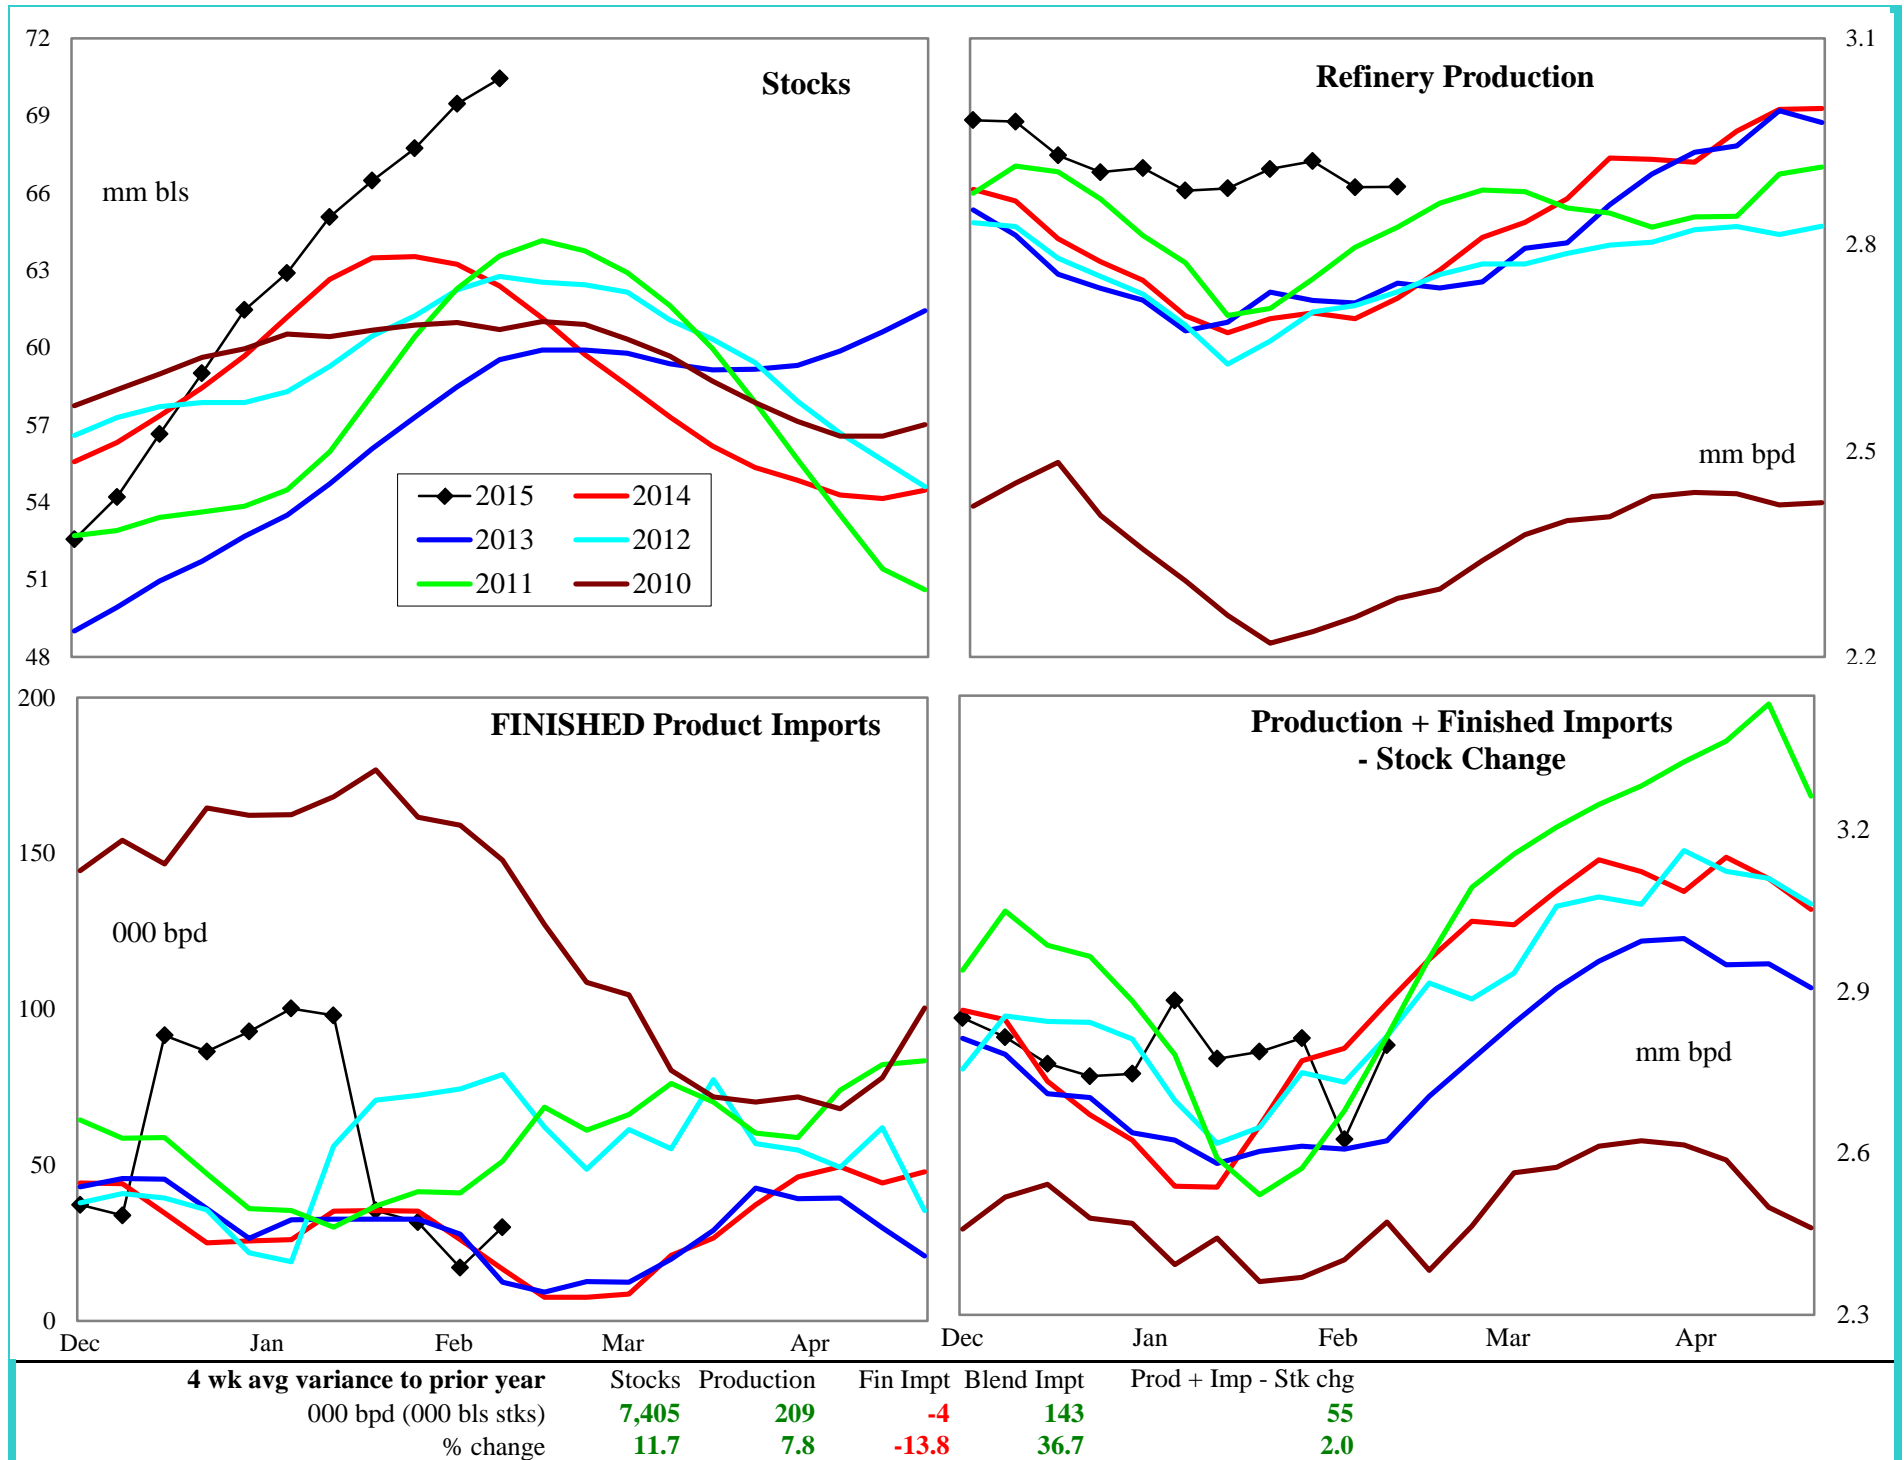 72
69
66
63
60
57
54
51
48
Stocks
mm bls
2015
2014
2013
2012
2011
2010
Refinery Production
mm bpd
3.1
2.8
2.5
2.2
200
150
100
50
0
FINISHED Product Imports
000 bpd
Dec Jan Feb Mar Apr
Production + Finished Imports
- Stock Change
mm bpd
3.2
2.9
2.6
2.3
Dec Jan Feb Mar Apr
4 wk avg variance to prior year Stocks Production Fin Impt Blend Impt Prod + Imp - Stk chg
000 bpd (000 bls stks) 7,405 209 -4 143 55
% change 11.7 7.8 -13.8 36.7 2.0